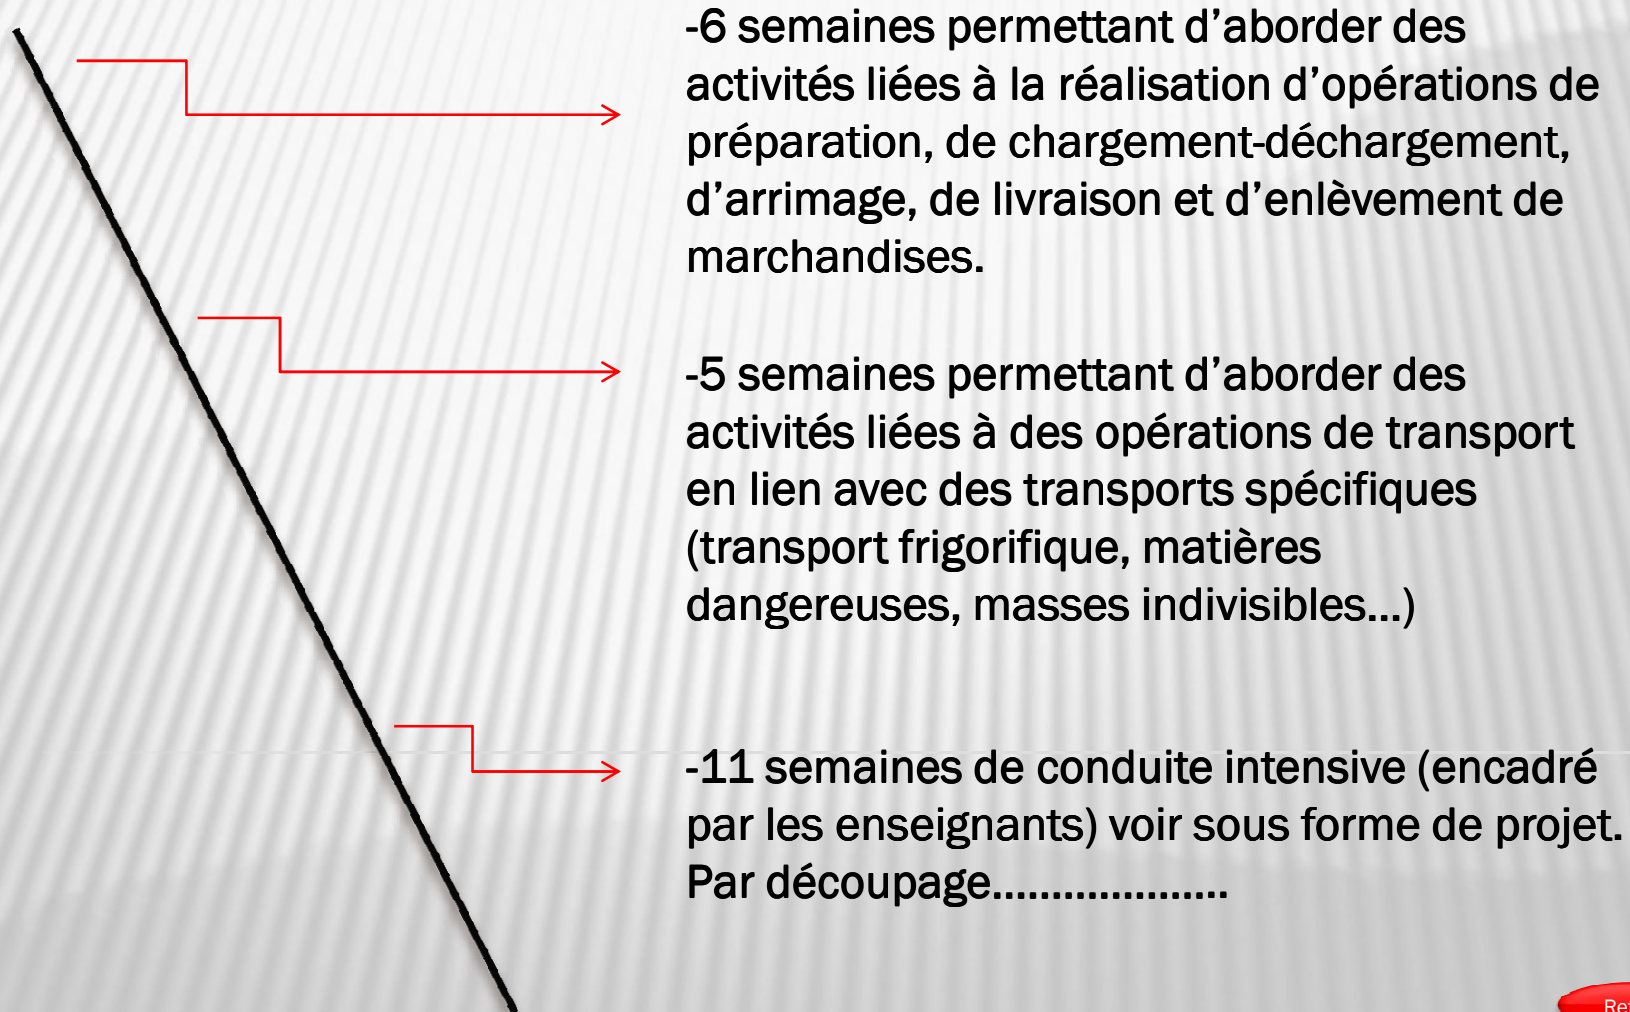 -6 semaines permettant d’aborder des
activités liées à la réalisation d’opérations de
préparation, de chargement-déchargement,
d’arrimage, de livraison et d’enlèvement de
marchandises.
-5 semaines permettant d’aborder des
activités liées à des opérations de transport
en lien avec des transports spécifiques
(transport frigorifique, matières
dangereuses, masses indivisibles…)
-11 semaines de conduite intensive (encadré
par les enseignants) voir sous forme de projet.
Par découpage………………..